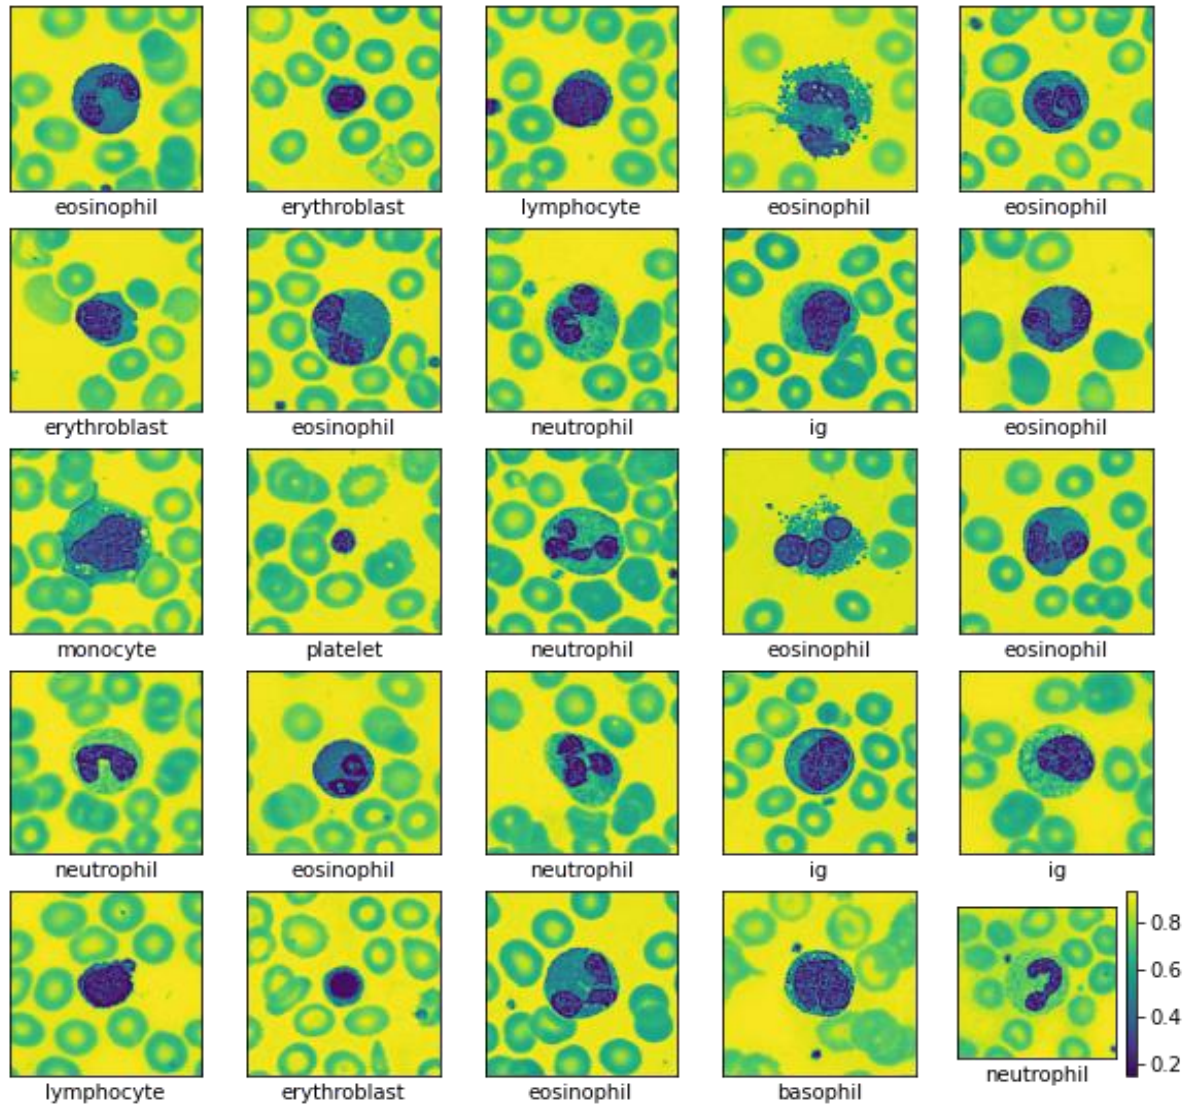 eosinophil erythroblast lymphocyte eosinophil eosinophil
erythroblast eosinophil neutrophil ig eosinophil
monocyte platelet neutrophil eosinophil eosinophil
neutrophil eosinophil neutrophil ig ig
0.8
0.6
0.4
0.2
lymphocyte erythroblast eosinophil basophil neutrophil